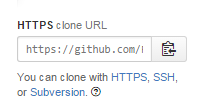 HTTPS clone URL
https://github.com/
You can clone with HTTPS, SSH,
or Subversion.